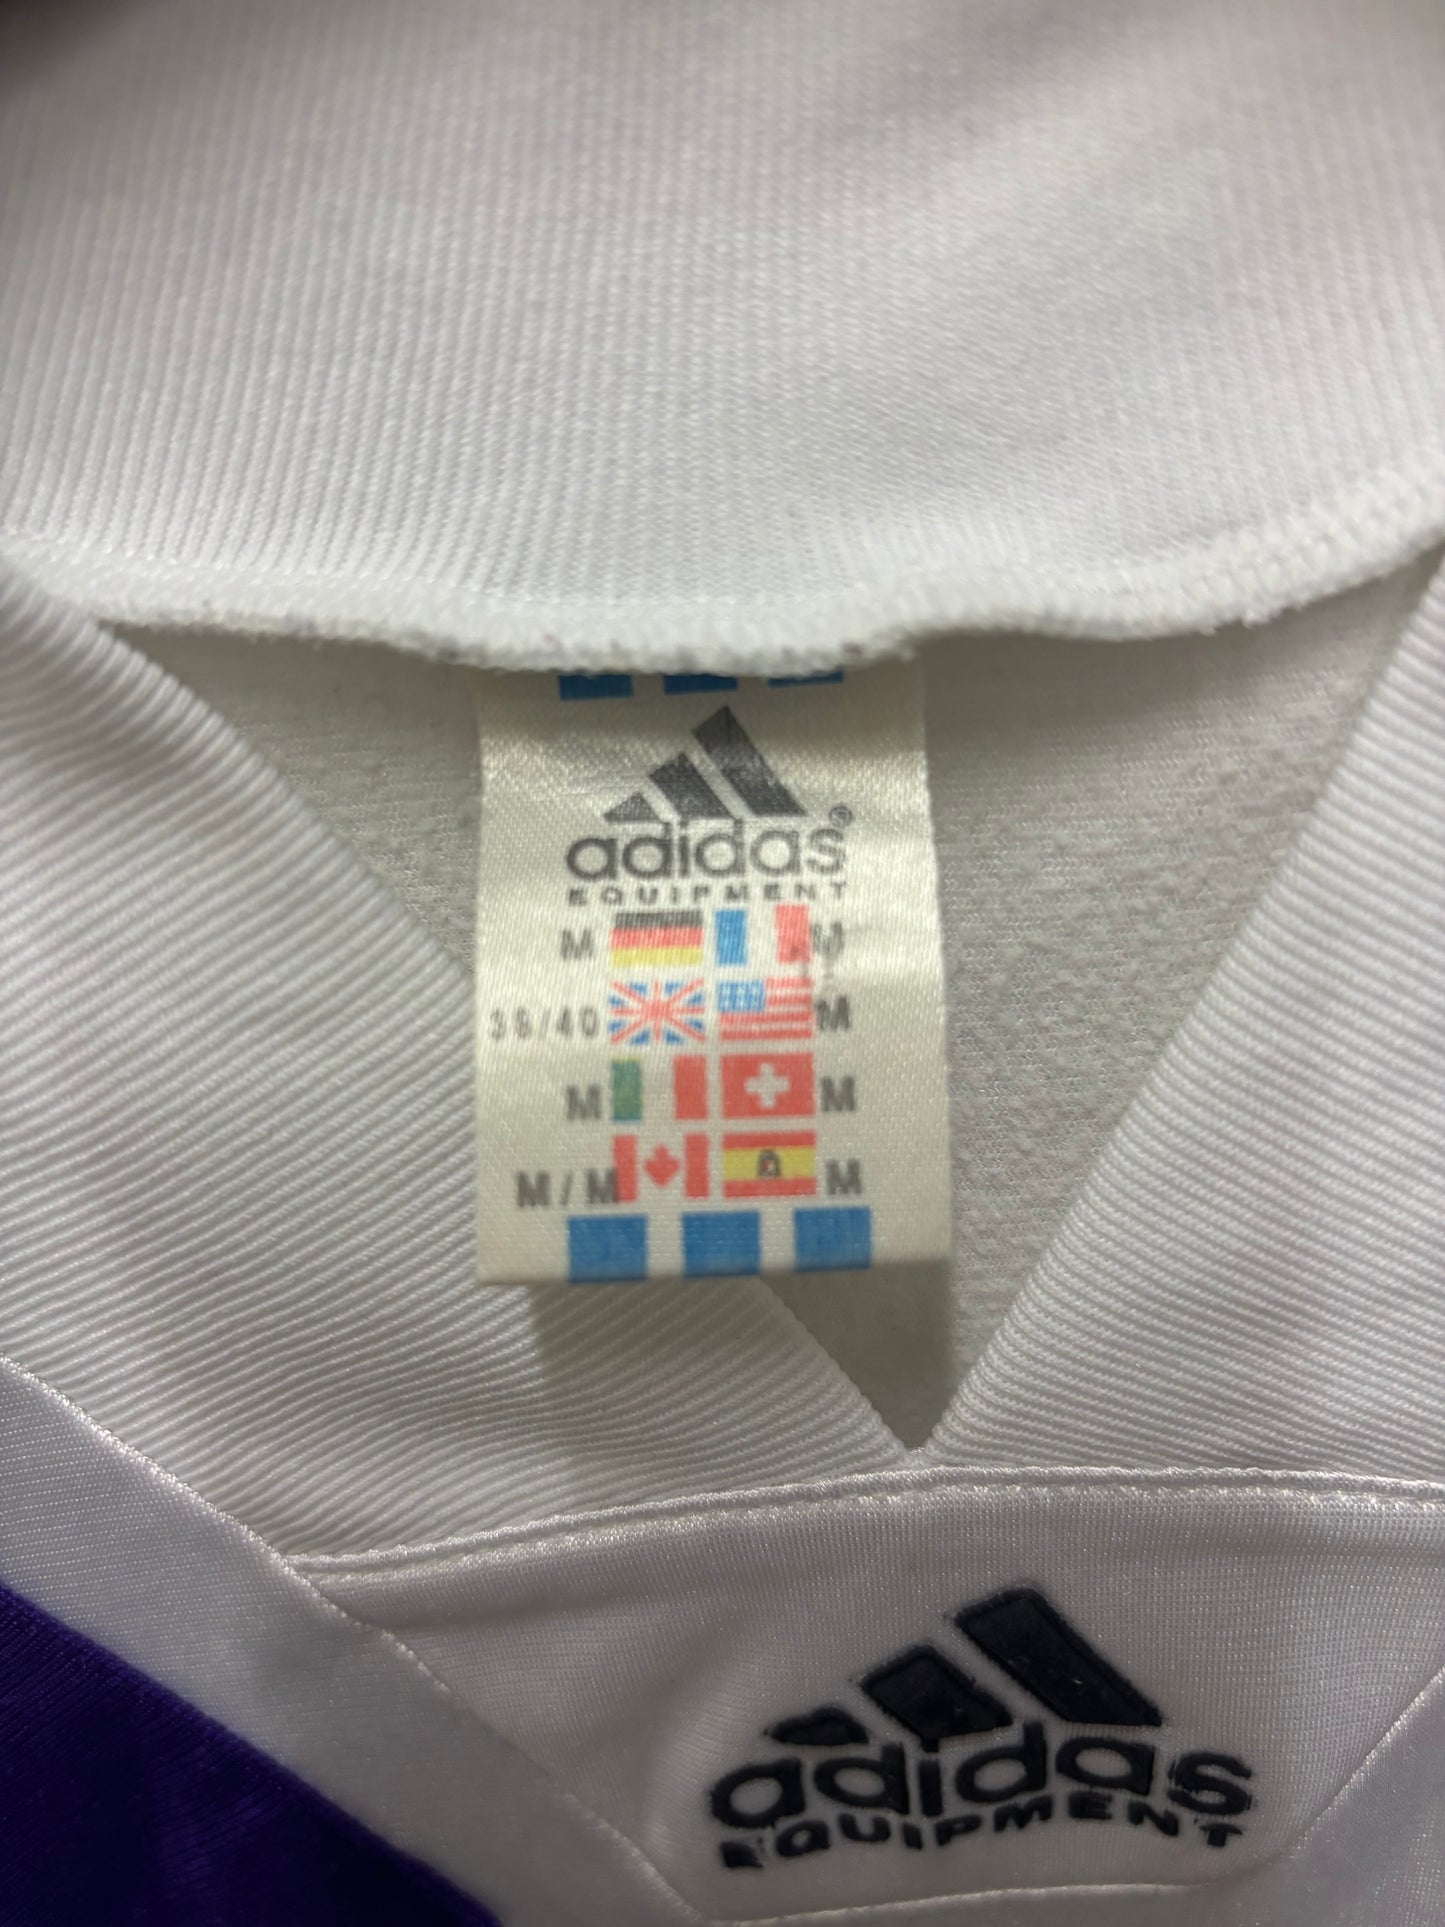 adidas®
EQUIPMENT
M M
38/40 M
M M
M / M M
adidas
EQUIPMENT